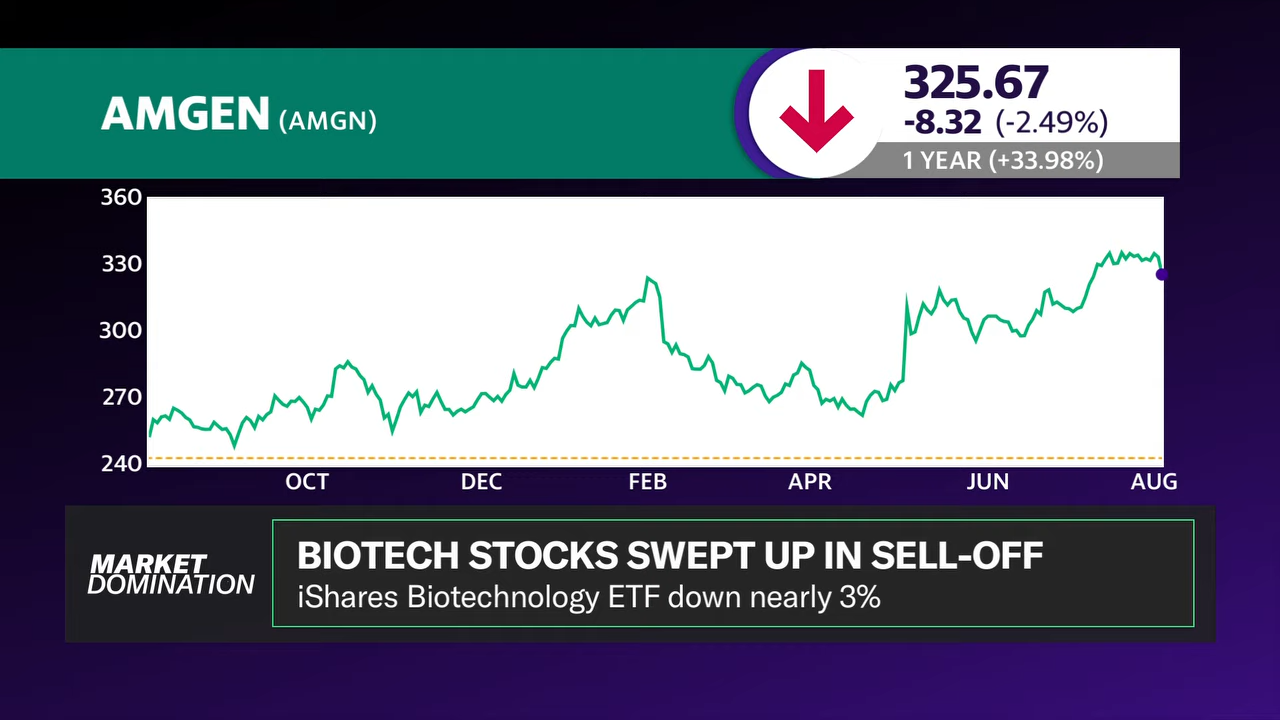 AMGEN (AMGN)
325.67
-8.32 (-2.49%)
1 YEAR (+33.98%)
360
330
300
270
240
OCT DEC FEB APR JUN AUG
MARKET
DOMINATION
BIOTECH STOCKS SWEPT UP IN SELL-OFF
iShares Biotechnology ETF down nearly 3%